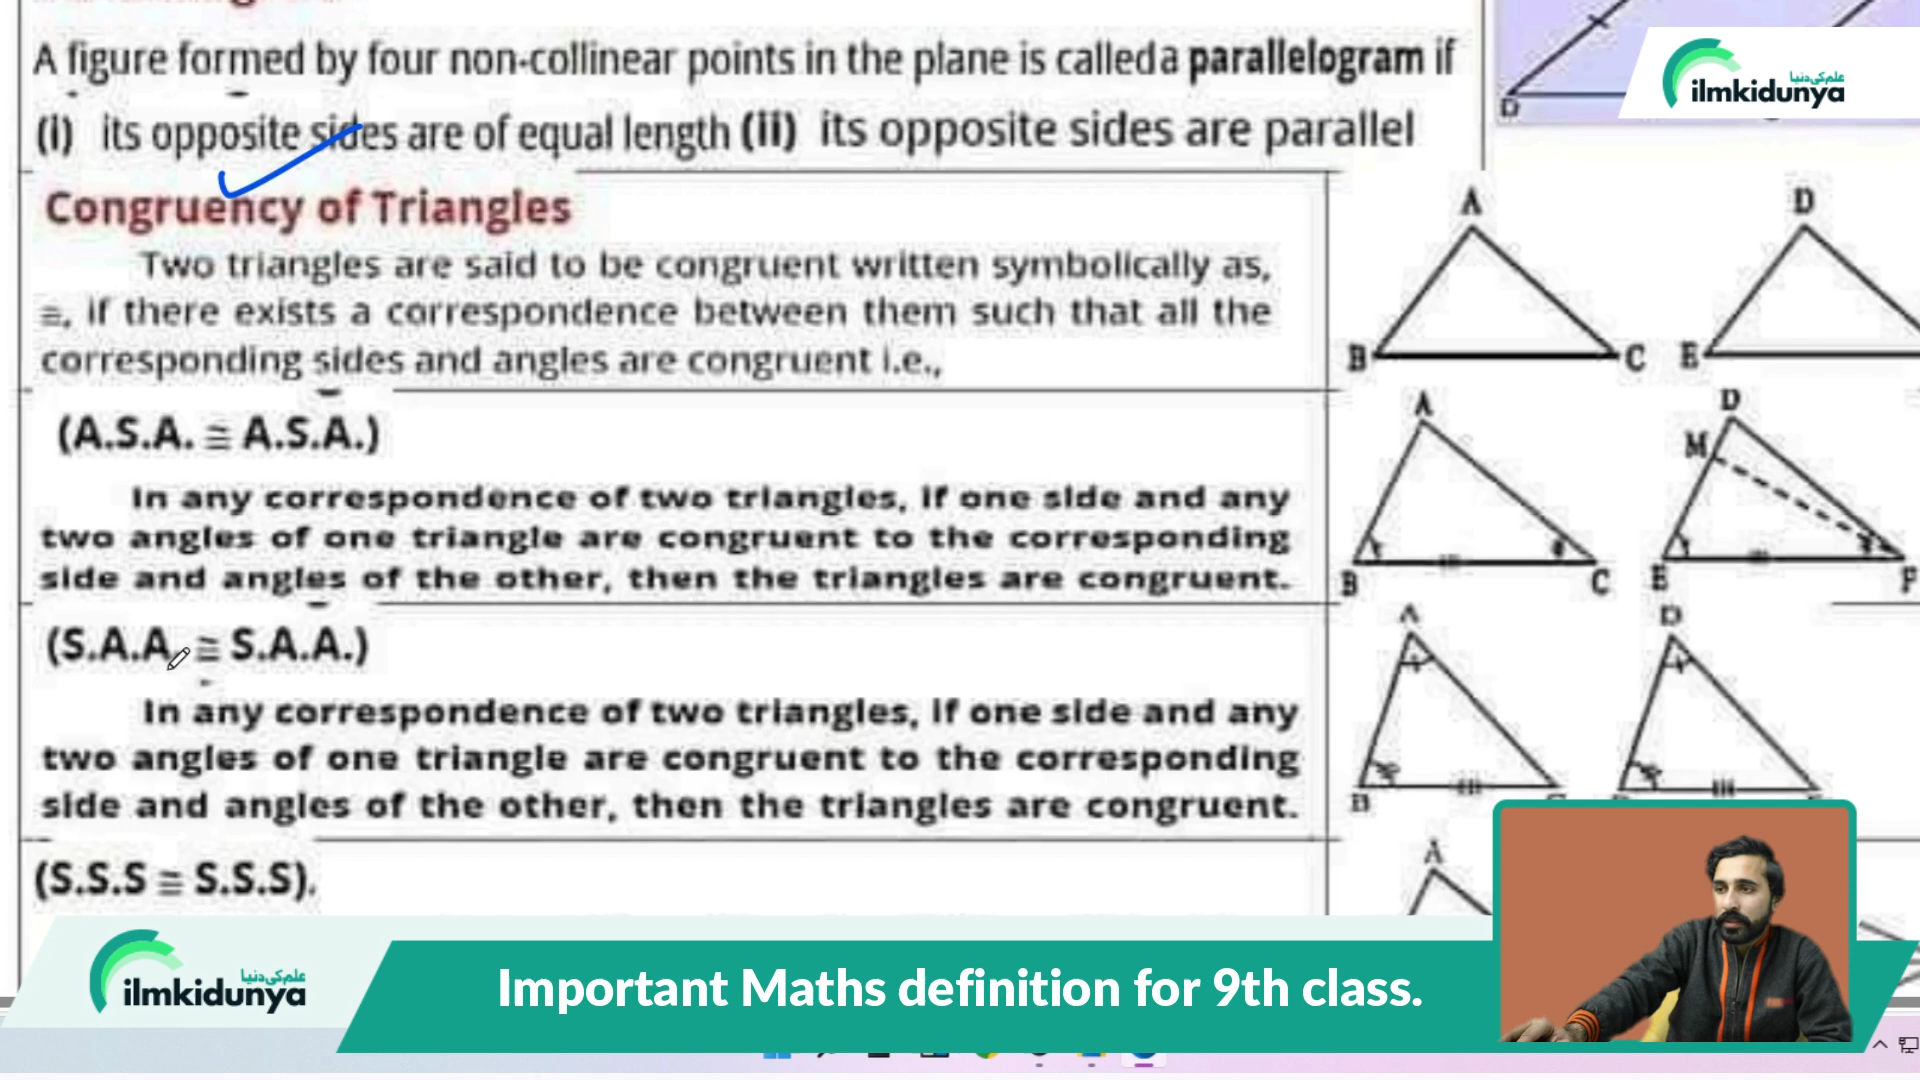 A figure formed by four non-collinear points in the plane is called a parallelogram if
(i) its opposite sides are of equal length (ii) its opposite sides are parallel
D
علم کی دنیا
ilmkidunya
Congruency of Triangles
Two triangles are said to be congruent written symbolically as,
≅, if there exists a correspondence between them such that all the
corresponding sides and angles are congruent i.e.,
A D
B C E
(A.S.A. ≅ A.S.A.)
In any correspondence of two triangles, if one side and any
two angles of one triangle are congruent to the corresponding
side and angles of the other, then the triangles are congruent.
A D
M
B C E F
(S.A.A. ≅ S.A.A.)
In any correspondence of two triangles, if one side and any
two angles of one triangle are congruent to the corresponding
side and angles of the other, then the triangles are congruent.
A D
B
(S.S.S ≅ S.S.S).
A
علم کی دنیا
ilmkidunya
Important Maths definition for 9th class.